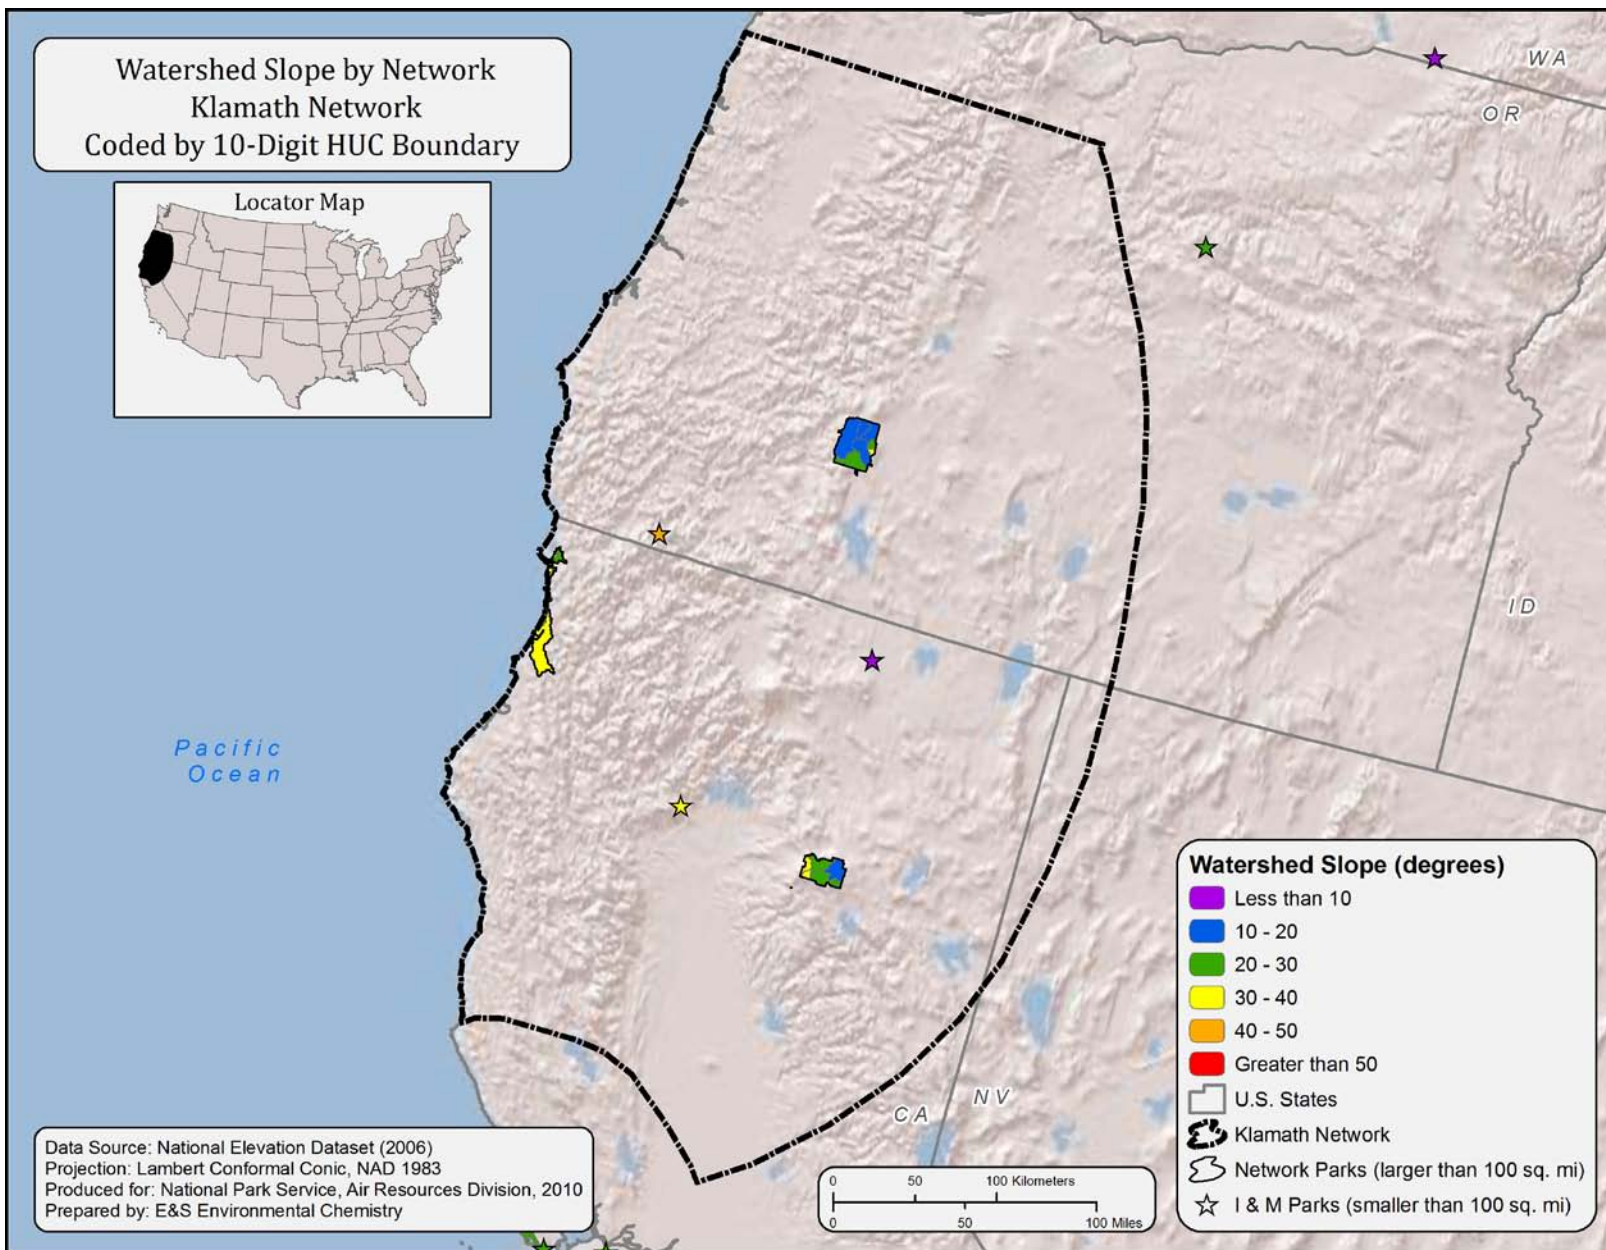 Watershed Slope by Network
Klamath Network
Coded by 10-Digit HUC Boundary
Locator Map
WA
OR
ID
Pacific
Ocean
CA
NV
Watershed Slope (degrees)
Less than 10
10 - 20
20 - 30
30 - 40
40 - 50
Greater than 50
U.S. States
Klamath Network
Network Parks (larger than 100 sq. mi)
I & M Parks (smaller than 100 sq. mi)
Data Source: National Elevation Dataset (2006)
Projection: Lambert Conformal Conic, NAD 1983
Produced for: National Park Service, Air Resources Division, 2010
Prepared by: E&S Environmental Chemistry
0 50 100 Kilometers
0 50 100 Miles